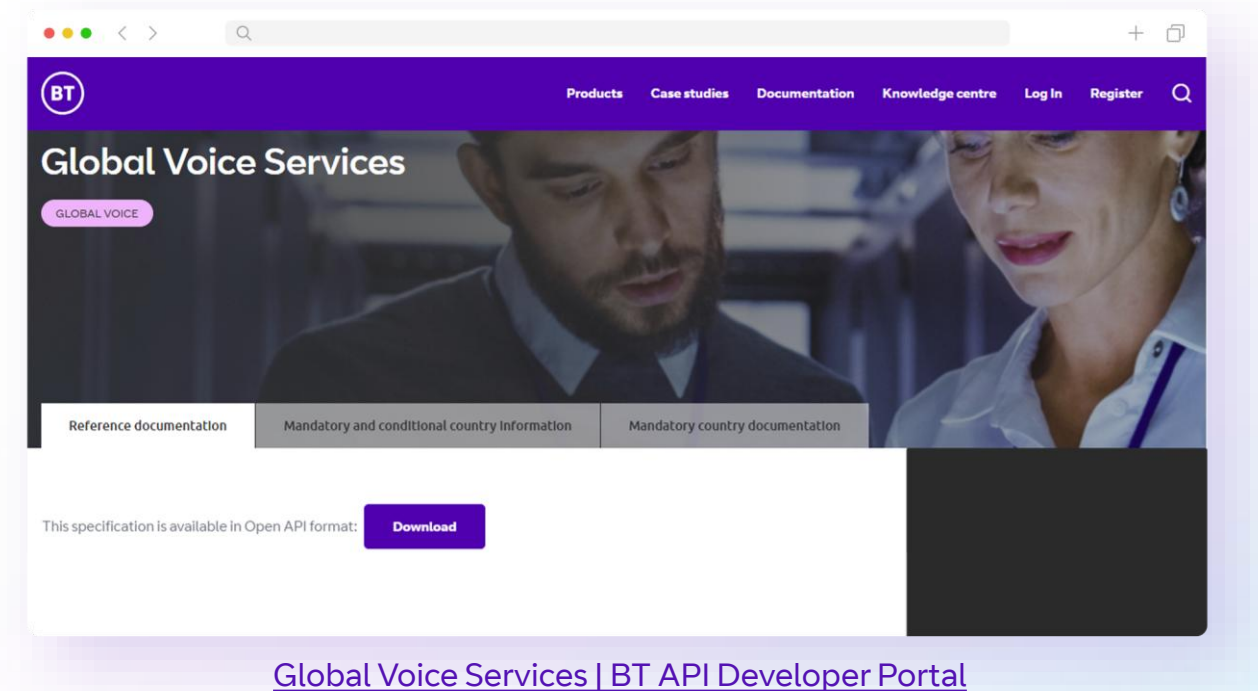 BT
Products Case studies Documentation Knowledge centre Log In Register
Global Voice Services
GLOBAL VOICE
Reference documentation Mandatory and conditional country information Mandatory country documentation
This specification is available in Open API format: Download
Global Voice Services | BT API Developer Portal